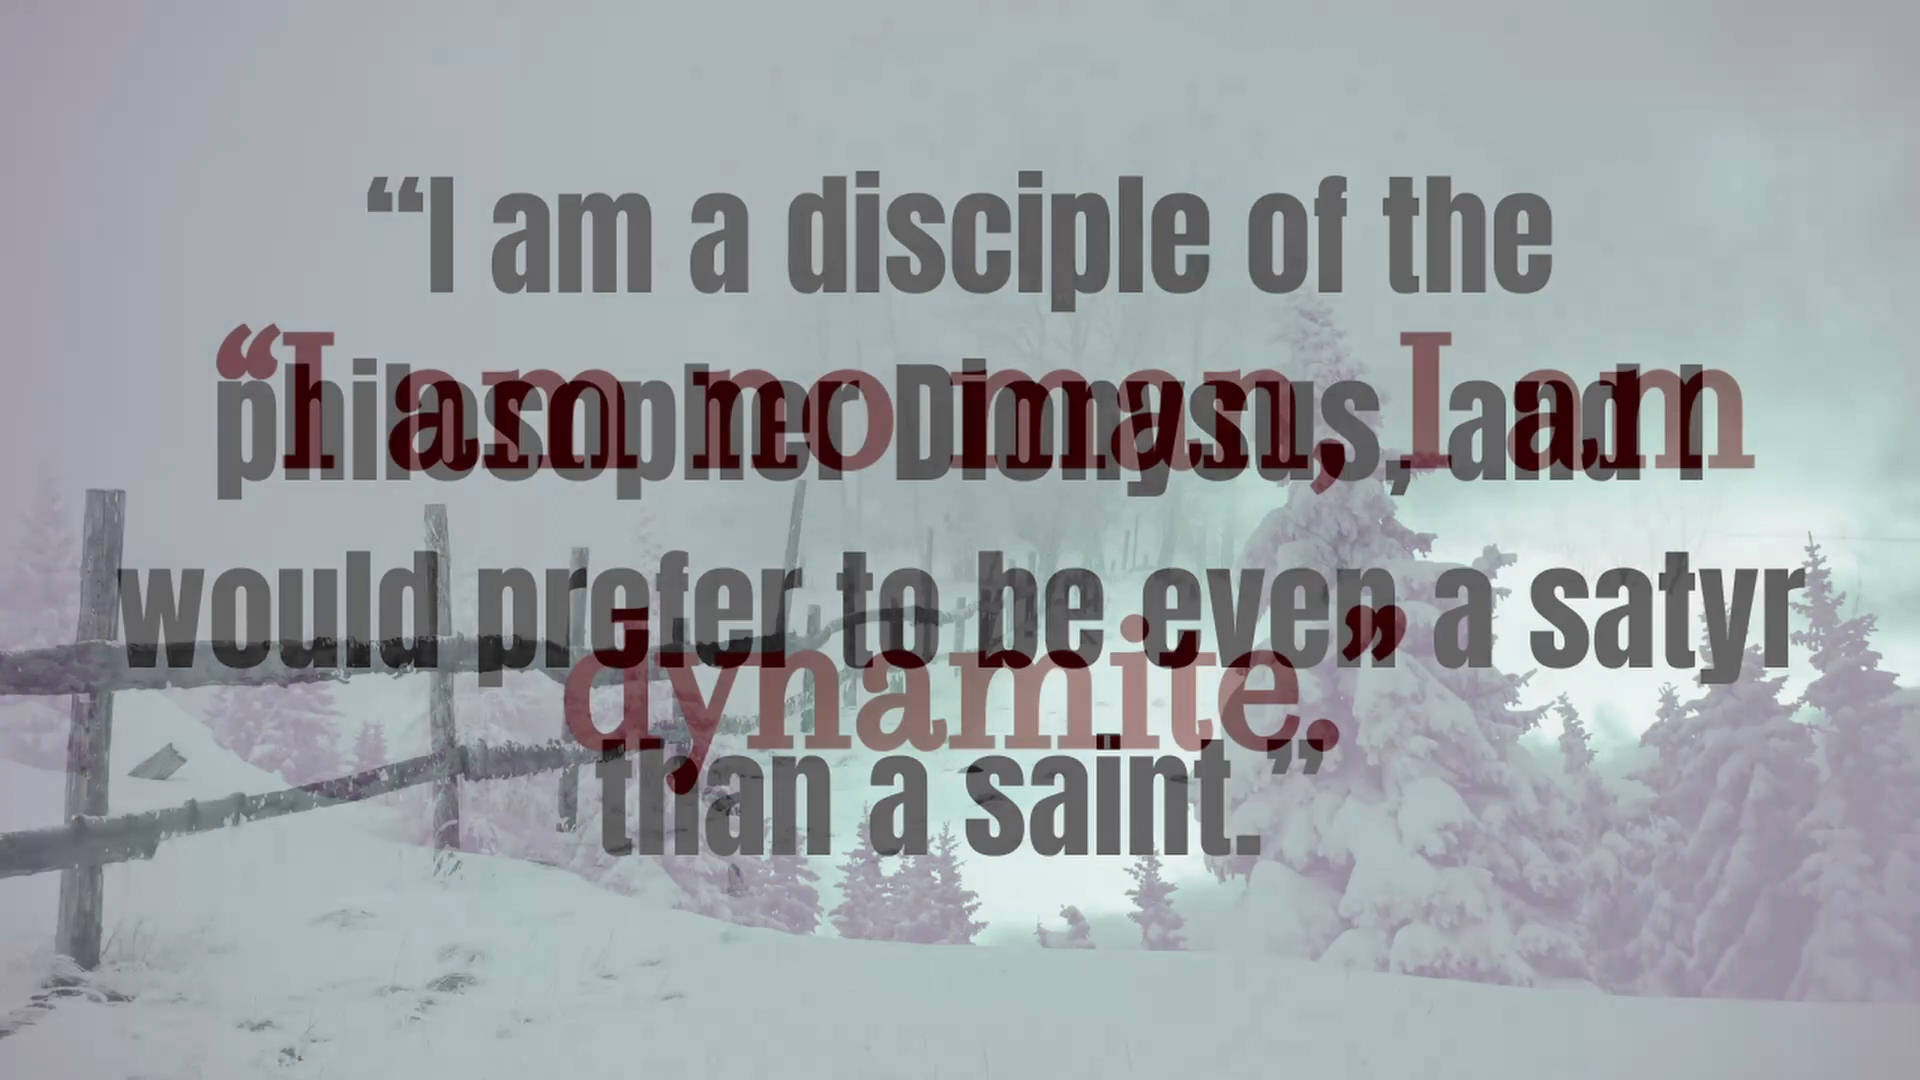 “I am a disciple of the
philosopher Dionysus, and I
would prefer to be even a satyr
than a saint.”
“I am no man, I am
dynamite.”